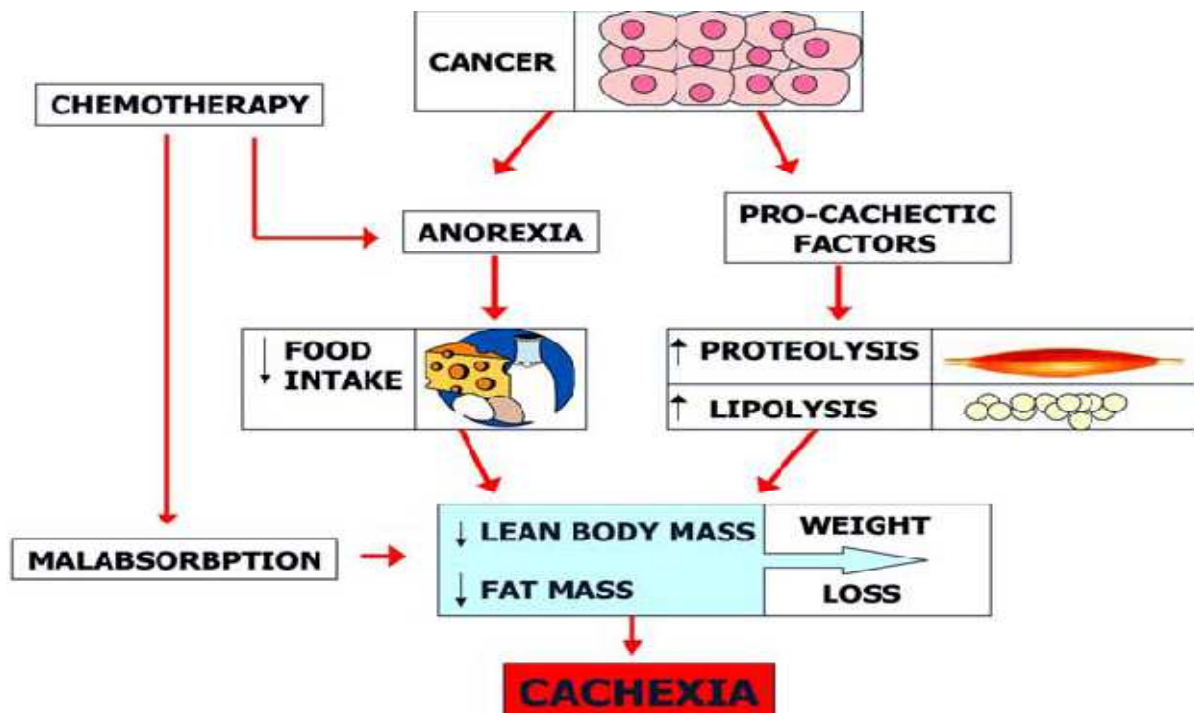 CANCER
CHEMOTHERAPY
ANOREXIA
PRO-CACHECTIC
FACTORS
↓ FOOD
INTAKE
↑ PROTEOLYSIS
↑ LIPOLYSIS
MALABSORBPTION
↓ LEAN BODY MASS
↓ FAT MASS
WEIGHT
LOSS
CACHEXIA